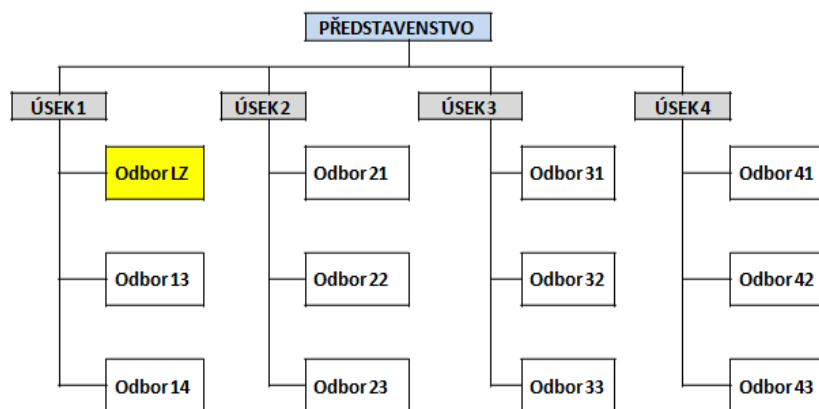 PŘEDSTAVENSTVO
ÚSEK 1 ÚSEK 2 ÚSEK 3 ÚSEK 4
Odbor LZ Odbor 21 Odbor 31 Odbor 41
Odbor 13 Odbor 22 Odbor 32 Odbor 42
Odbor 14 Odbor 23 Odbor 33 Odbor 43